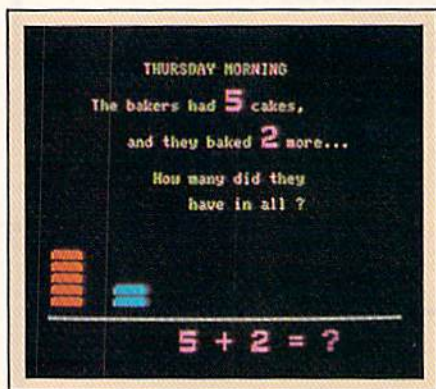 THURSDAY MORNING
The bakers had 5 cakes,
and they baked 2 more...
How many did they
have in all ?
5 + 2 = ?